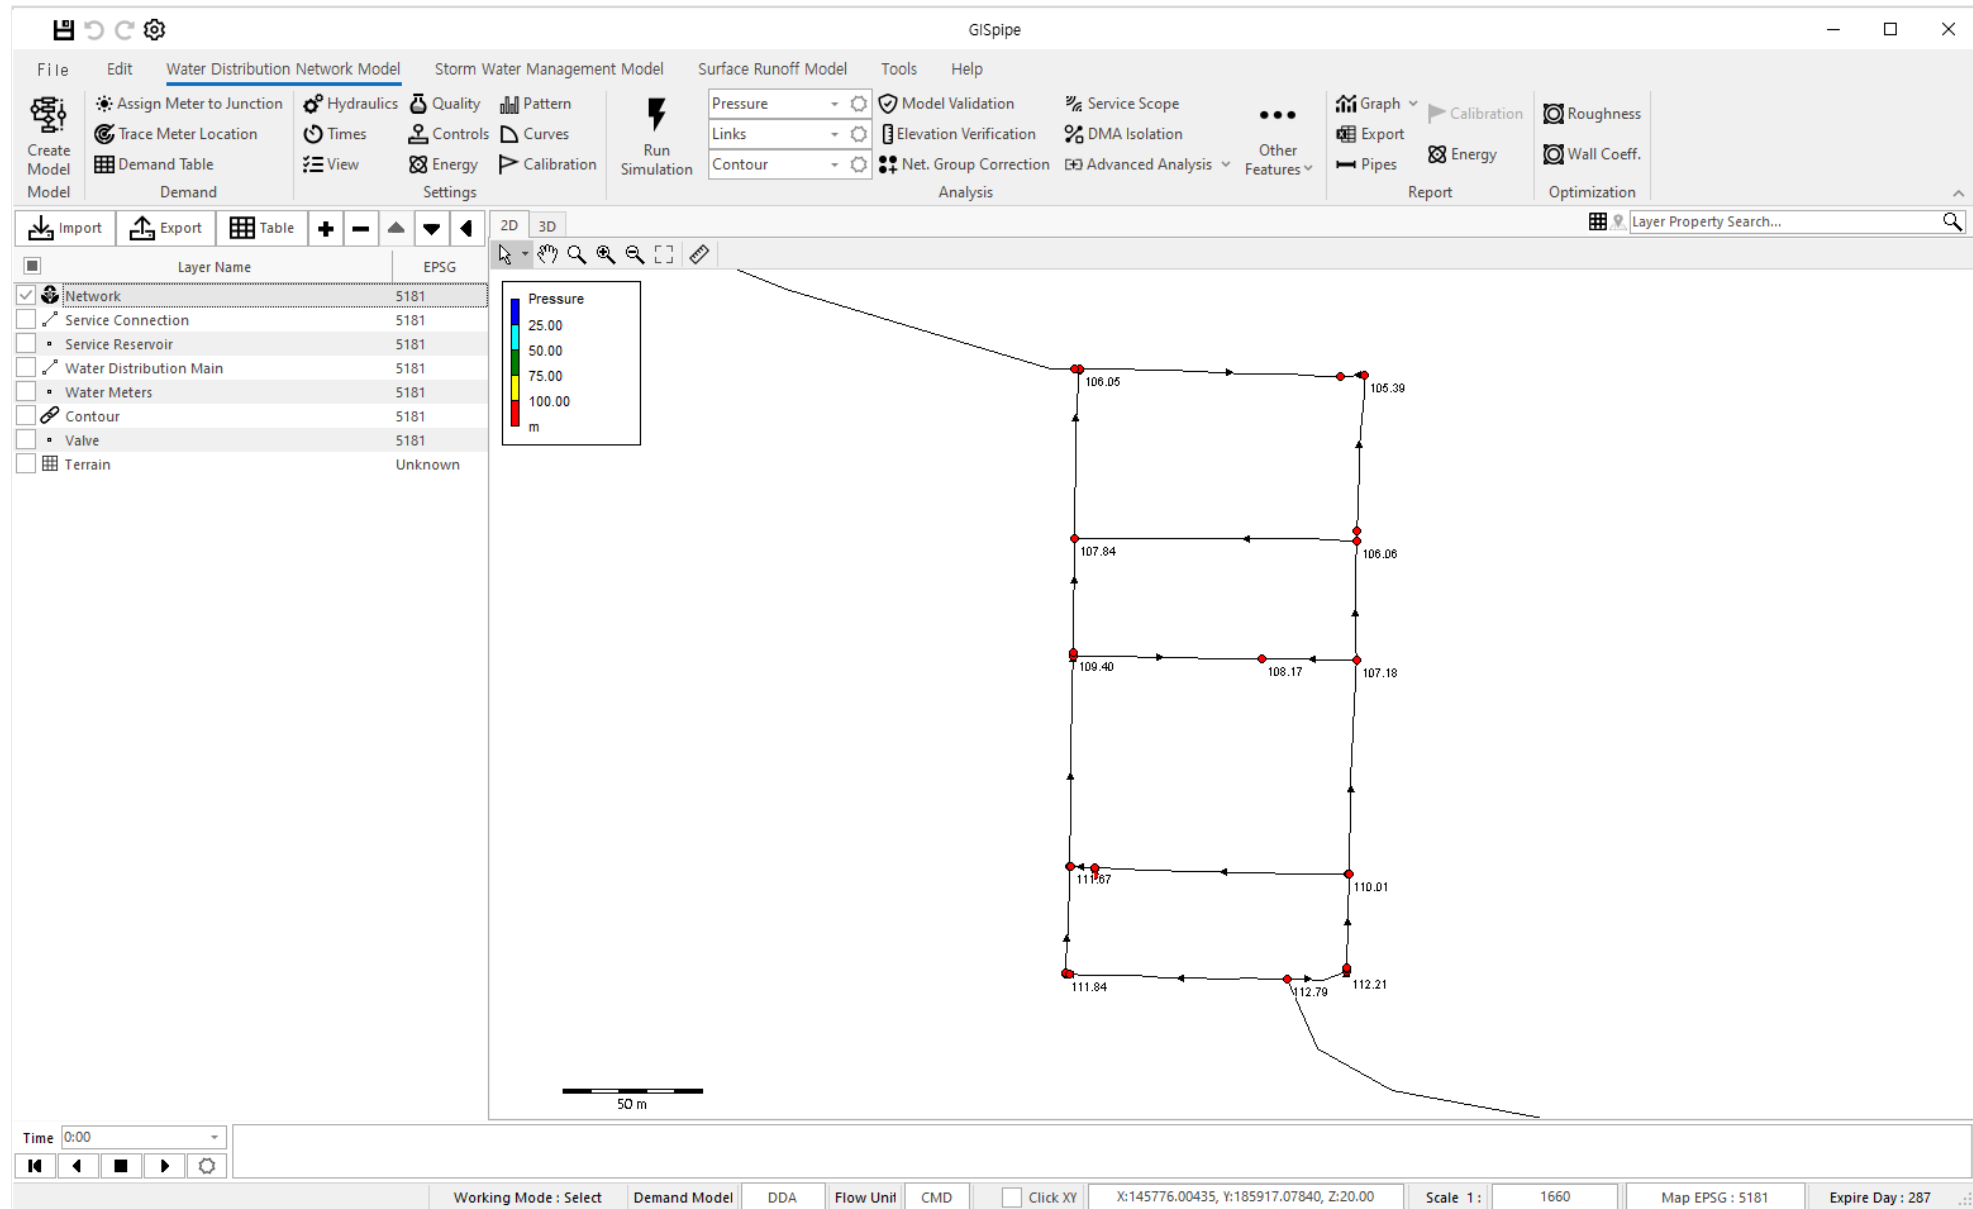 GISpipe
File Edit Water Distribution Network Model Storm Water Management Model Surface Runoff Model Tools Help
Create Model
Model
Assign Meter to Junction
Trace Meter Location
Demand Table
Demand
Hydraulics Quality Pattern
Times Controls Curves
View Energy Calibration
Settings
Run Simulation
Pressure
Links
Contour
Model Validation Service Scope
Elevation Verification DMA Isolation
Net. Group Correction Advanced Analysis
Other Features
Analysis
Graph Calibration
Export
Pipes Energy
Report
Roughness
Wall Coeff.
Optimization
Import Export Table
2D 3D
Layer Property Search...
Layer Name EPSG
Network 5181
Service Connection 5181
Service Reservoir 5181
Water Distribution Main 5181
Water Meters 5181
Contour 5181
Valve 5181
Terrain Unknown
Pressure
25.00
50.00
75.00
100.00
m
106.05
105.39
107.84
106.06
109.40
108.17
107.18
111.67
110.01
111.84
112.79
112.21
50 m
Time 0:00
Working Mode : Select Demand Model DDA Flow Unit CMD Click XY X:145776.00435, Y:185917.07840, Z:20.00 Scale 1 : 1660 Map EPSG : 5181 Expire Day : 287